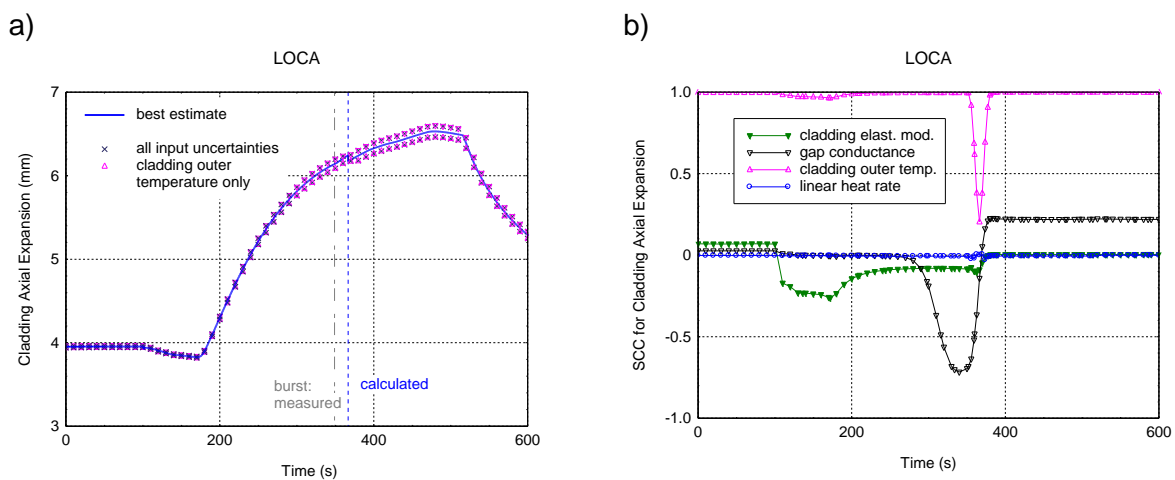 a)
LOCA
7
6
5
4
3
Cladding Axial Expansion (mm)
best estimate
all input uncertainties
cladding outer
temperature only
burst:
measured
calculated
0
200
400
600
Time (s)
b)
LOCA
1.0
0.5
0
-0.5
-1.0
SCC for Cladding Axial Expansion
cladding elast. mod.
gap conductance
cladding outer temp.
linear heat rate
0
200
400
600
Time (s)